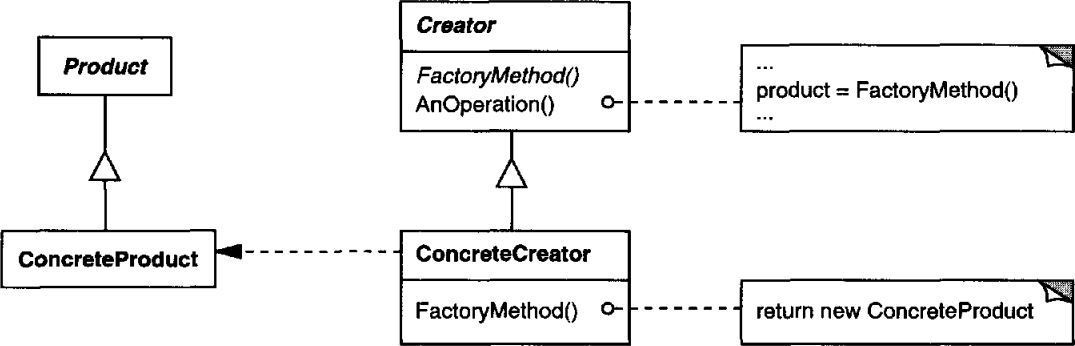 Product
ConcreteProduct
Creator
FactoryMethod()
AnOperation()
...
product = FactoryMethod()
...
ConcreteCreator
FactoryMethod()
return new ConcreteProduct